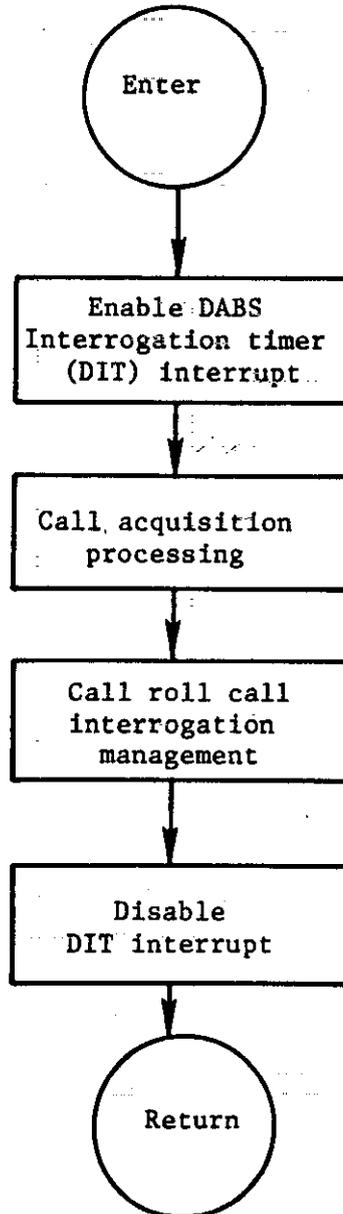 Enter
Enable DABS
Interrogation timer
(DIT) interrupt
Call acquisition
processing
Call roll call
interrogation
management
Disable
DIT interrupt
Return